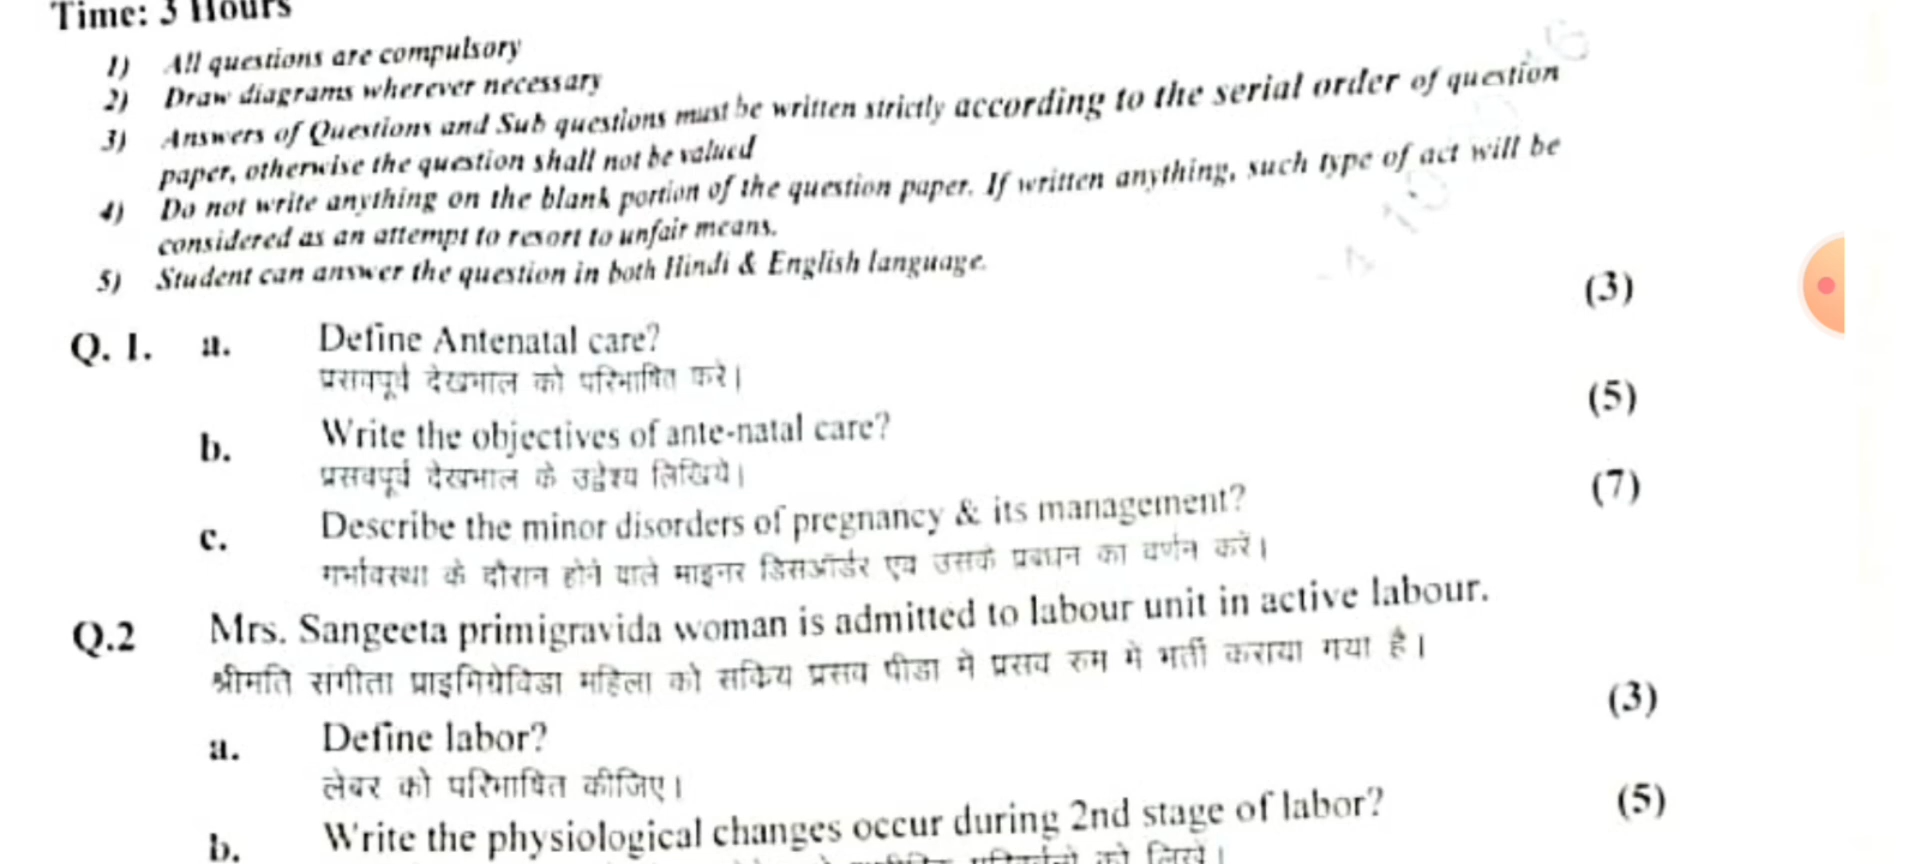 Time: 3 Hours
1) All questions are compulsory
2) Draw diagrams wherever necessary
3) Answers of Questions and Sub questions must be written strictly according to the serial order of question
paper, otherwise the question shall not be valued
4) Do not write anything on the blank portion of the question paper. If written anything, such type of act will be
considered as an attempt to resort to unfair means.
5) Student can answer the question in both Hindi & English language.
(3)
Q. 1. a. Define Antenatal care?
प्रसवपूर्व देखभाल को परिभाषित करे।
(5)
b. Write the objectives of ante-natal care?
प्रसवपूर्व देखभाल के उद्देश्य लिखिये।
(7)
c. Describe the minor disorders of pregnancy & its management?
गर्भावस्था के दौरान होने वाले माइनर डिसऑर्डर एव उसके प्रबधन का वर्णन करें।
Q.2 Mrs. Sangeeta primigravida woman is admitted to labour unit in active labour.
श्रीमति संगीता प्राइमिग्रेविडा महिला को सकिय प्रसव पीडा मे प्रसव रुम मे भर्ती कराया गया है।
(3)
a. Define labor?
लेबर को परिभाषित कीजिए।
(5)
b. Write the physiological changes occur during 2nd stage of labor?
को लिखें।